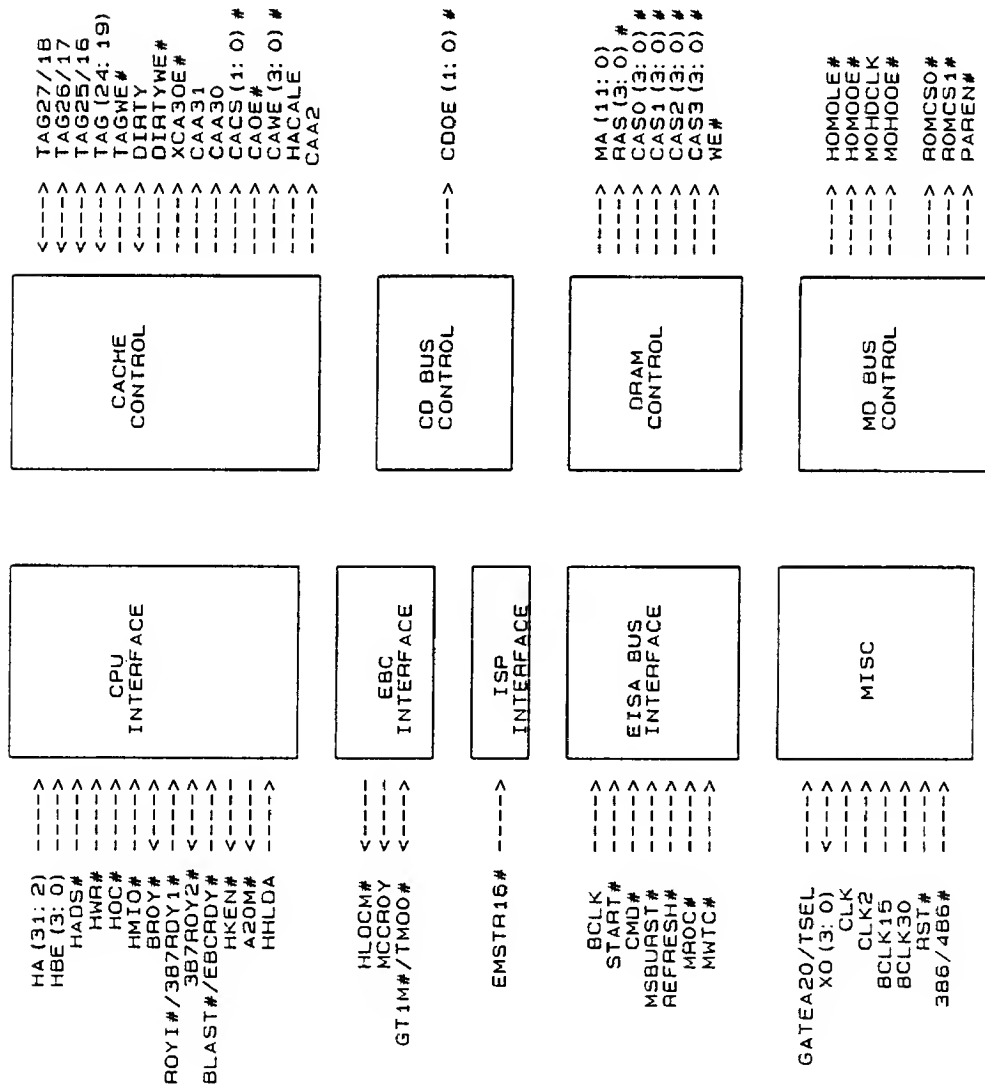 HA (31: 2) ---->
HBE (3: 0) ---->
HADS# ---->
HWR# ---->
HDC# ---->
HMIO# ---->
BRDY# <----
RDYI#/387RDY1# ---->
387RDY2# <----
BLAST#/EBCRDY# ---->
HKEN# <----
A20M# <----
HHLDA ---->
CPU
INTERFACE
CACHE
CONTROL
<----> TAG27/18
<----> TAG26/17
<----> TAG25/16
<----> TAG (24: 19)
-----> TAGWE#
<----- DIRTY
-----> DIRTYWE#
-----> XCA30E#
-----> CAA31
-----> CAA30
-----> CACS (1: 0) #
-----> CAOE#
-----> CAWE (3: 0) #
-----> HACALE
-----> CAA2
HLOCM# <----
MCCRDY <----
GT1M#/TMOD# <---->
EBC
INTERFACE
CD BUS
CONTROL
-----> CDOE (1: 0) #
EMSTR16# ---->
ISP
INTERFACE
BCLK ---->
START# ---->
CMD# ---->
MSBURST# ---->
REFRESH# ---->
MRDC# ---->
MWTC# ---->
EISA BUS
INTERFACE
DRAM
CONTROL
-----> MA (11: 0)
-----> RAS (3: 0) #
-----> CAS0 (3: 0) #
-----> CAS1 (3: 0) #
-----> CAS2 (3: 0) #
-----> CAS3 (3: 0) #
-----> WE#
GATEA20/TSEL ---->
XD (3: 0) <---->
CLK ---->
CLK2 ---->
BCLK15 ---->
BCLK30 ---->
RST# ---->
386/486# ---->
MISC
MD BUS
CONTROL
-----> HDMDLE#
-----> HDMDOE#
-----> MDHDCLK
-----> MDHDOE#
-----> ROMCS0#
-----> ROMCS1#
-----> PAREN#